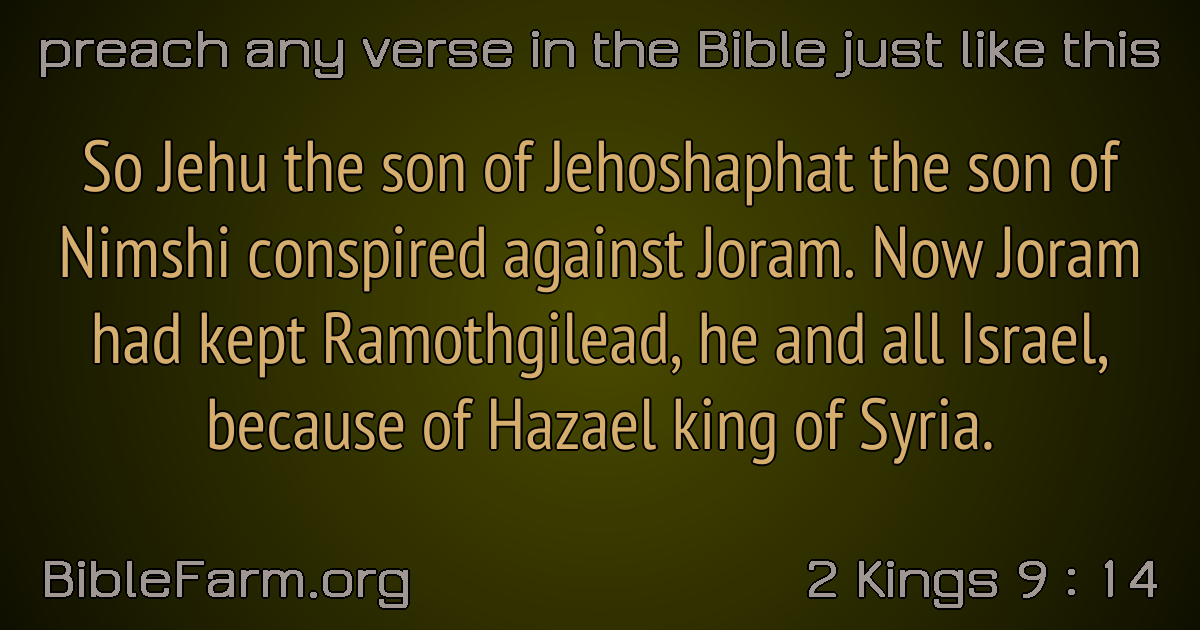 preach any verse in the Bible just like this
So Jehu the son of Jehoshaphat the son of
Nimshi conspired against Joram. Now Joram
had kept Ramothgilead, he and all Israel,
because of Hazael king of Syria.
BibleFarm.org
2 Kings 9 : 14